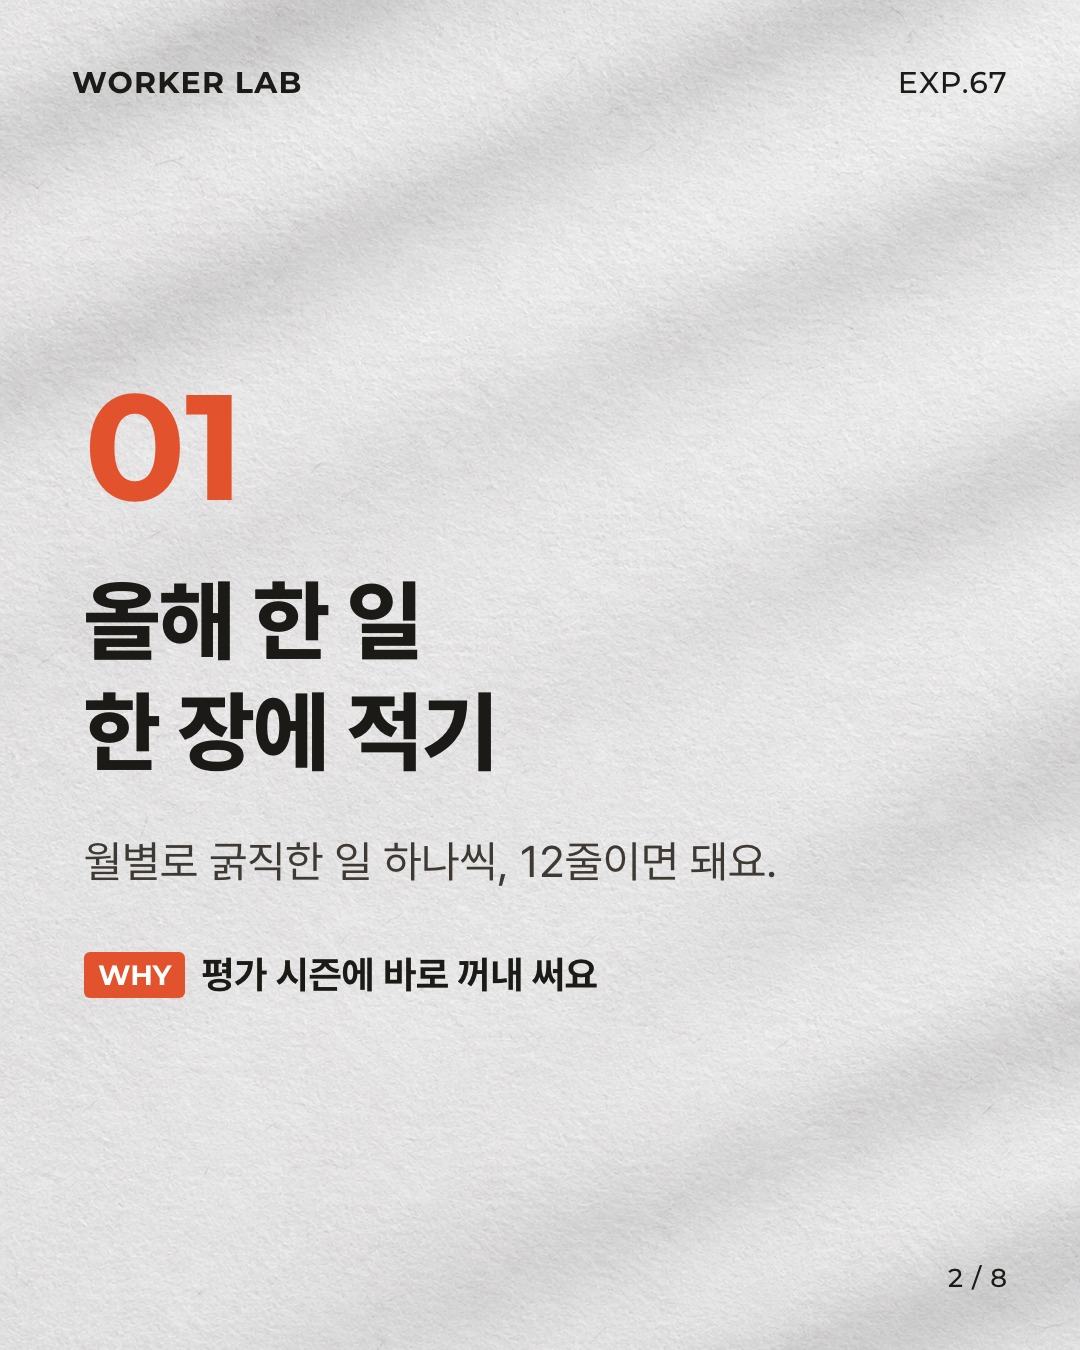 WORKER LAB
EXP.67
01
올해 한 일
한 장에 적기
월별로 굵직한 일 하나씩, 12줄이면 돼요.
WHY 평가 시즌에 바로 꺼내 써요
2 / 8